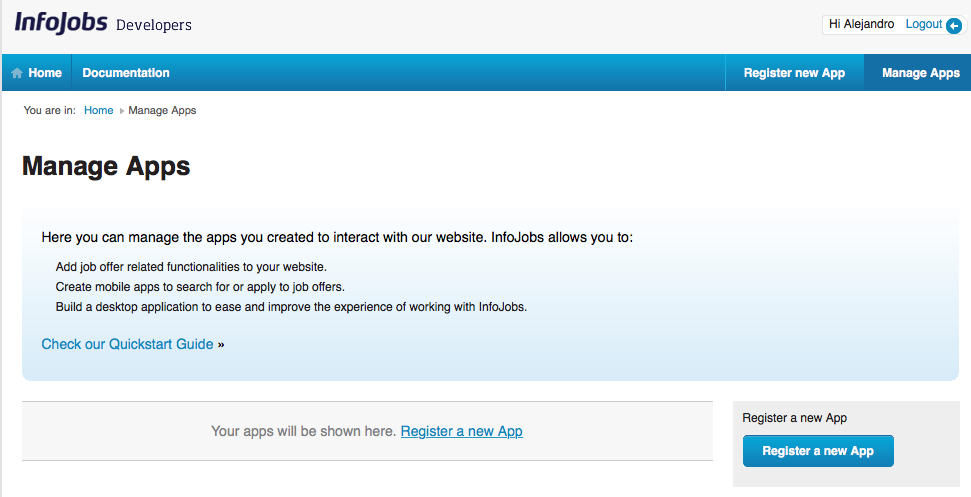 InfoJobs Developers
Hi Alejandro Logout
Home Documentation Register new App Manage Apps
You are in: Home Manage Apps
Manage Apps
Here you can manage the apps you created to interact with our website. InfoJobs allows you to:
Add job offer related functionalities to your website.
Create mobile apps to search for or apply to job offers.
Build a desktop application to ease and improve the experience of working with InfoJobs.
Check our Quickstart Guide »
Your apps will be shown here. Register a new App
Register a new App
Register a new App